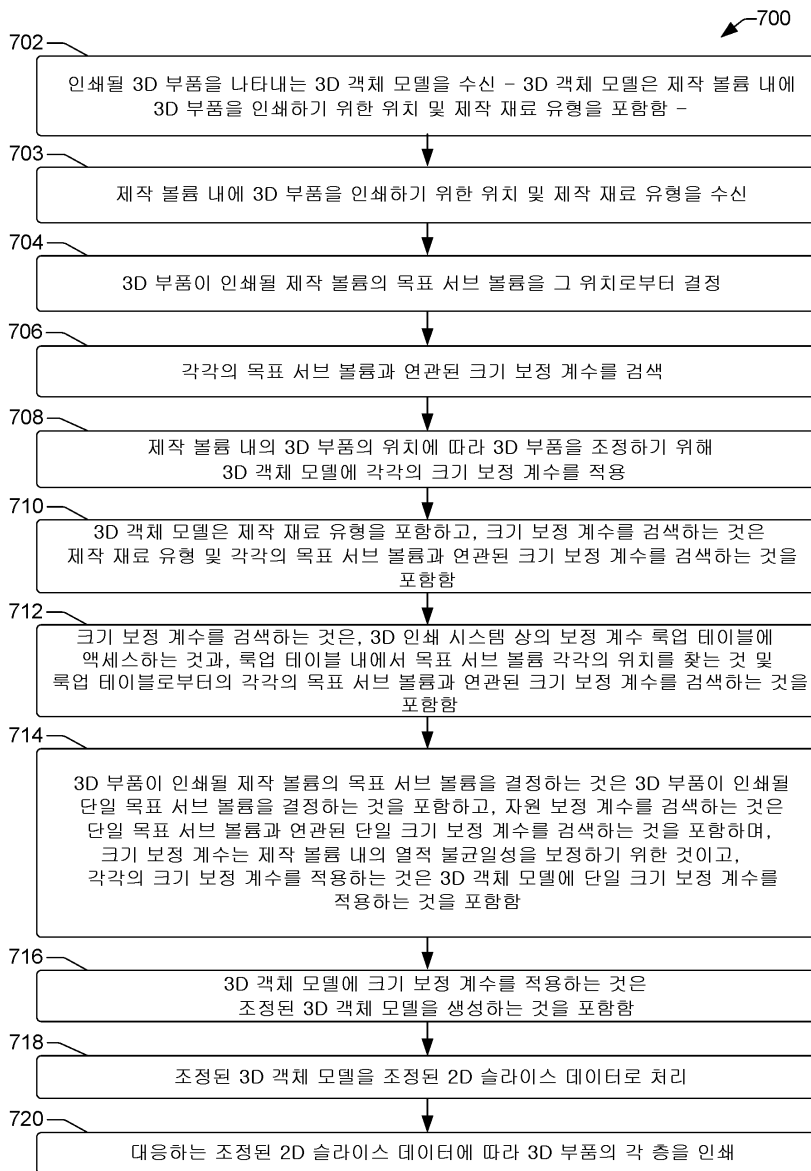 700
702
인쇄될 3D 부품을 나타내는 3D 객체 모델을 수신 – 3D 객체 모델은 제작 볼륨 내에
3D 부품을 인쇄하기 위한 위치 및 제작 재료 유형을 포함함 –
703
제작 볼륨 내에 3D 부품을 인쇄하기 위한 위치 및 제작 재료 유형을 수신
704
3D 부품이 인쇄될 제작 볼륨의 목표 서브 볼륨을 그 위치로부터 결정
706
각각의 목표 서브 볼륨과 연관된 크기 보정 계수를 검색
708
제작 볼륨 내의 3D 부품의 위치에 따라 3D 부품을 조정하기 위해
3D 객체 모델에 각각의 크기 보정 계수를 적용
710
3D 객체 모델은 제작 재료 유형을 포함하고, 크기 보정 계수를 검색하는 것은
제작 재료 유형 및 각각의 목표 서브 볼륨과 연관된 크기 보정 계수를 검색하는 것을
포함함
712
크기 보정 계수를 검색하는 것은, 3D 인쇄 시스템 상의 보정 계수 룩업 테이블에
액세스하는 것과, 룩업 테이블 내에서 목표 서브 볼륨 각각의 위치를 찾는 것 및
룩업 테이블로부터의 각각의 목표 서브 볼륨과 연관된 크기 보정 계수를 검색하는 것을
포함함
714
3D 부품이 인쇄될 제작 볼륨의 목표 서브 볼륨을 결정하는 것은 3D 부품이 인쇄될
단일 목표 서브 볼륨을 결정하는 것을 포함하고, 자원 보정 계수를 검색하는 것은
단일 목표 서브 볼륨과 연관된 단일 크기 보정 계수를 검색하는 것을 포함하며,
크기 보정 계수는 제작 볼륨 내의 열적 불균일성을 보정하기 위한 것이고,
각각의 크기 보정 계수를 적용하는 것은 3D 객체 모델에 단일 크기 보정 계수를
적용하는 것을 포함함
716
3D 객체 모델에 크기 보정 계수를 적용하는 것은
조정된 3D 객체 모델을 생성하는 것을 포함함
718
조정된 3D 객체 모델을 조정된 2D 슬라이스 데이터로 처리
720
대응하는 조정된 2D 슬라이스 데이터에 따라 3D 부품의 각 층을 인쇄